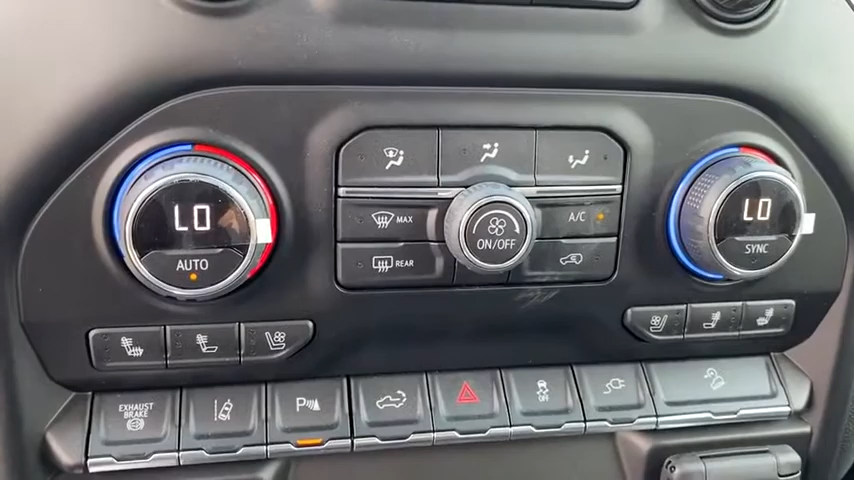 LO
AUTO
MAX
REAR
ON/OFF
A/C
LO
SYNC
EXHAUST
BRAKE
P
OFF